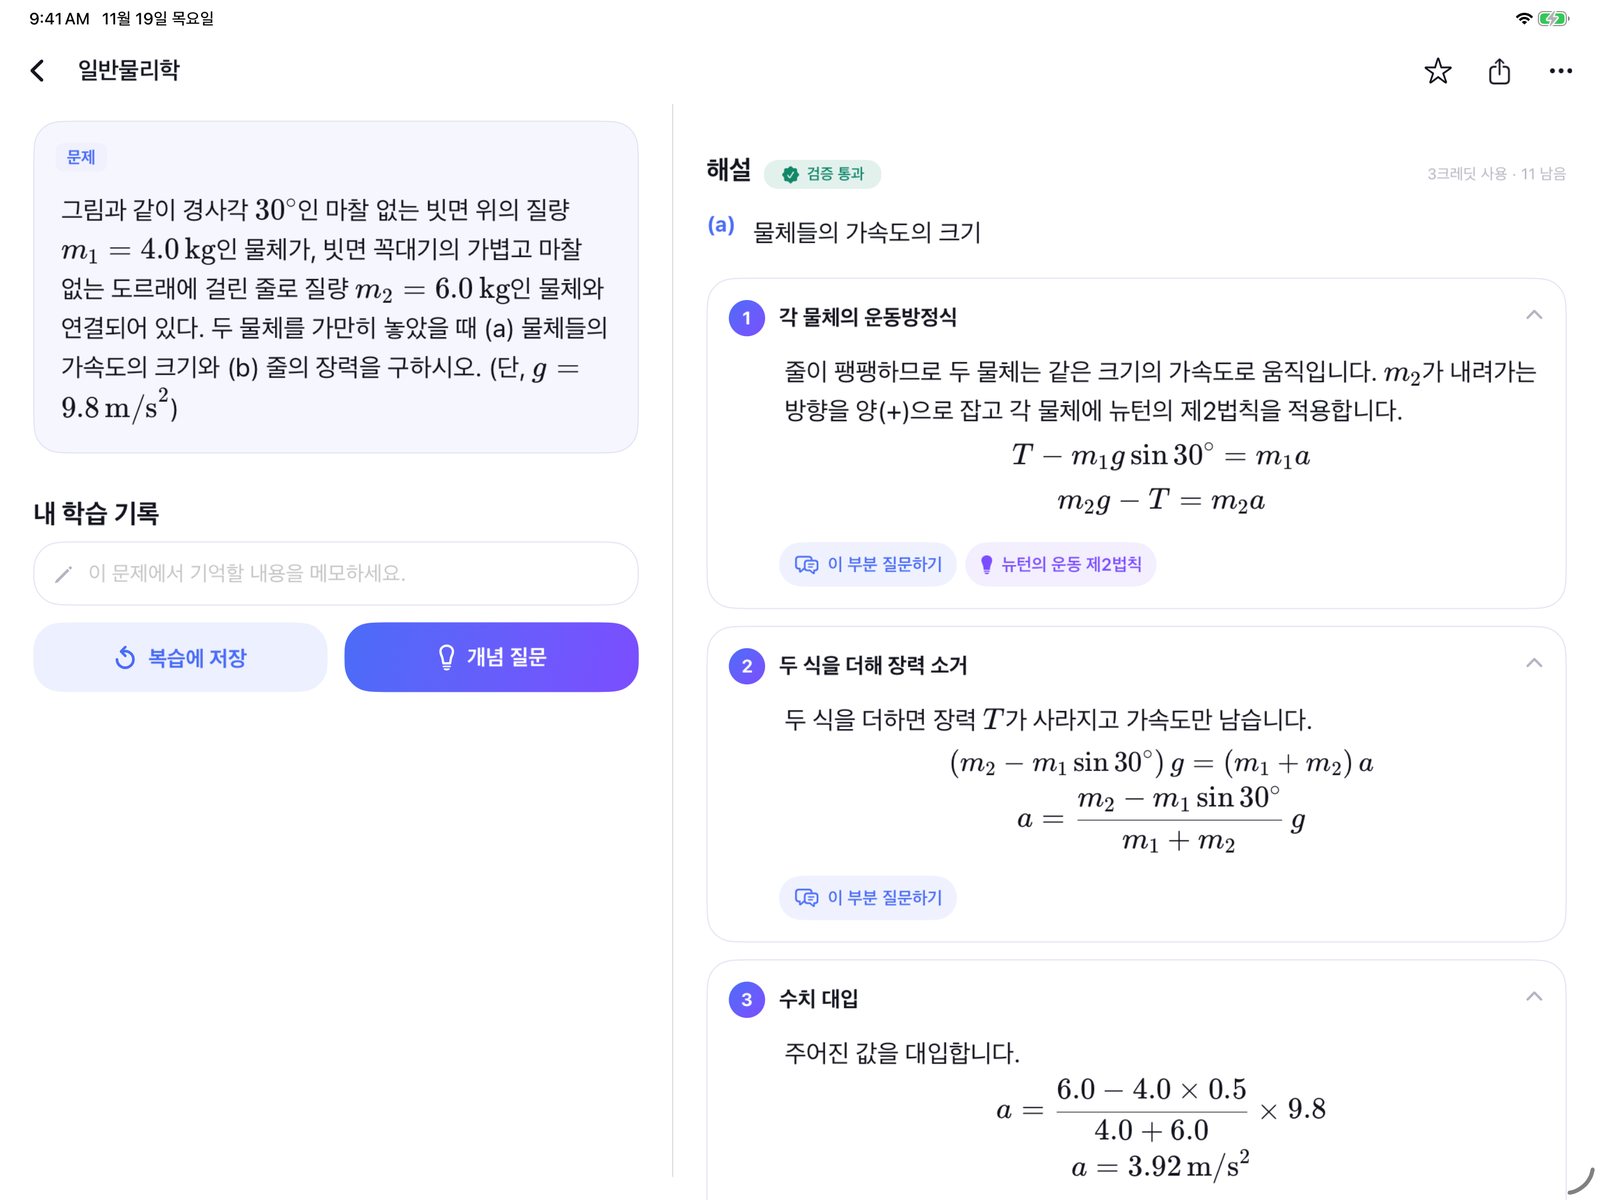 9:41 AM 11월 19일 목요일
일반물리학
문제
그림과 같이 경사각 30°인 마찰 없는 빗면 위의 질량
m₁ = 4.0 kg인 물체가, 빗면 꼭대기의 가볍고 마찰
없는 도르래에 걸린 줄로 질량 m₂ = 6.0 kg인 물체와
연결되어 있다. 두 물체를 가만히 놓았을 때 (a) 물체들의
가속도의 크기와 (b) 줄의 장력을 구하시오. (단, g =
9.8 m/s²)
내 학습 기록
이 문제에서 기억할 내용을 메모하세요.
복습에 저장
개념 질문
해설
검증 통과
3크레딧 사용 · 11 남음
(a) 물체들의 가속도의 크기
1 각 물체의 운동방정식
줄이 팽팽하므로 두 물체는 같은 크기의 가속도로 움직입니다. m₂가 내려가는
방향을 양(+)으로 잡고 각 물체에 뉴턴의 제2법칙을 적용합니다.
T − m₁g sin 30° = m₁a
m₂g − T = m₂a
이 부분 질문하기
뉴턴의 운동 제2법칙
2 두 식을 더해 장력 소거
두 식을 더하면 장력 T가 사라지고 가속도만 남습니다.
(m₂ − m₁ sin 30°) g = (m₁ + m₂) a
a = (m₂ − m₁ sin 30°) / (m₁ + m₂) g
이 부분 질문하기
3 수치 대입
주어진 값을 대입합니다.
a = (6.0 − 4.0 × 0.5) / (4.0 + 6.0) × 9.8
a = 3.92 m/s²